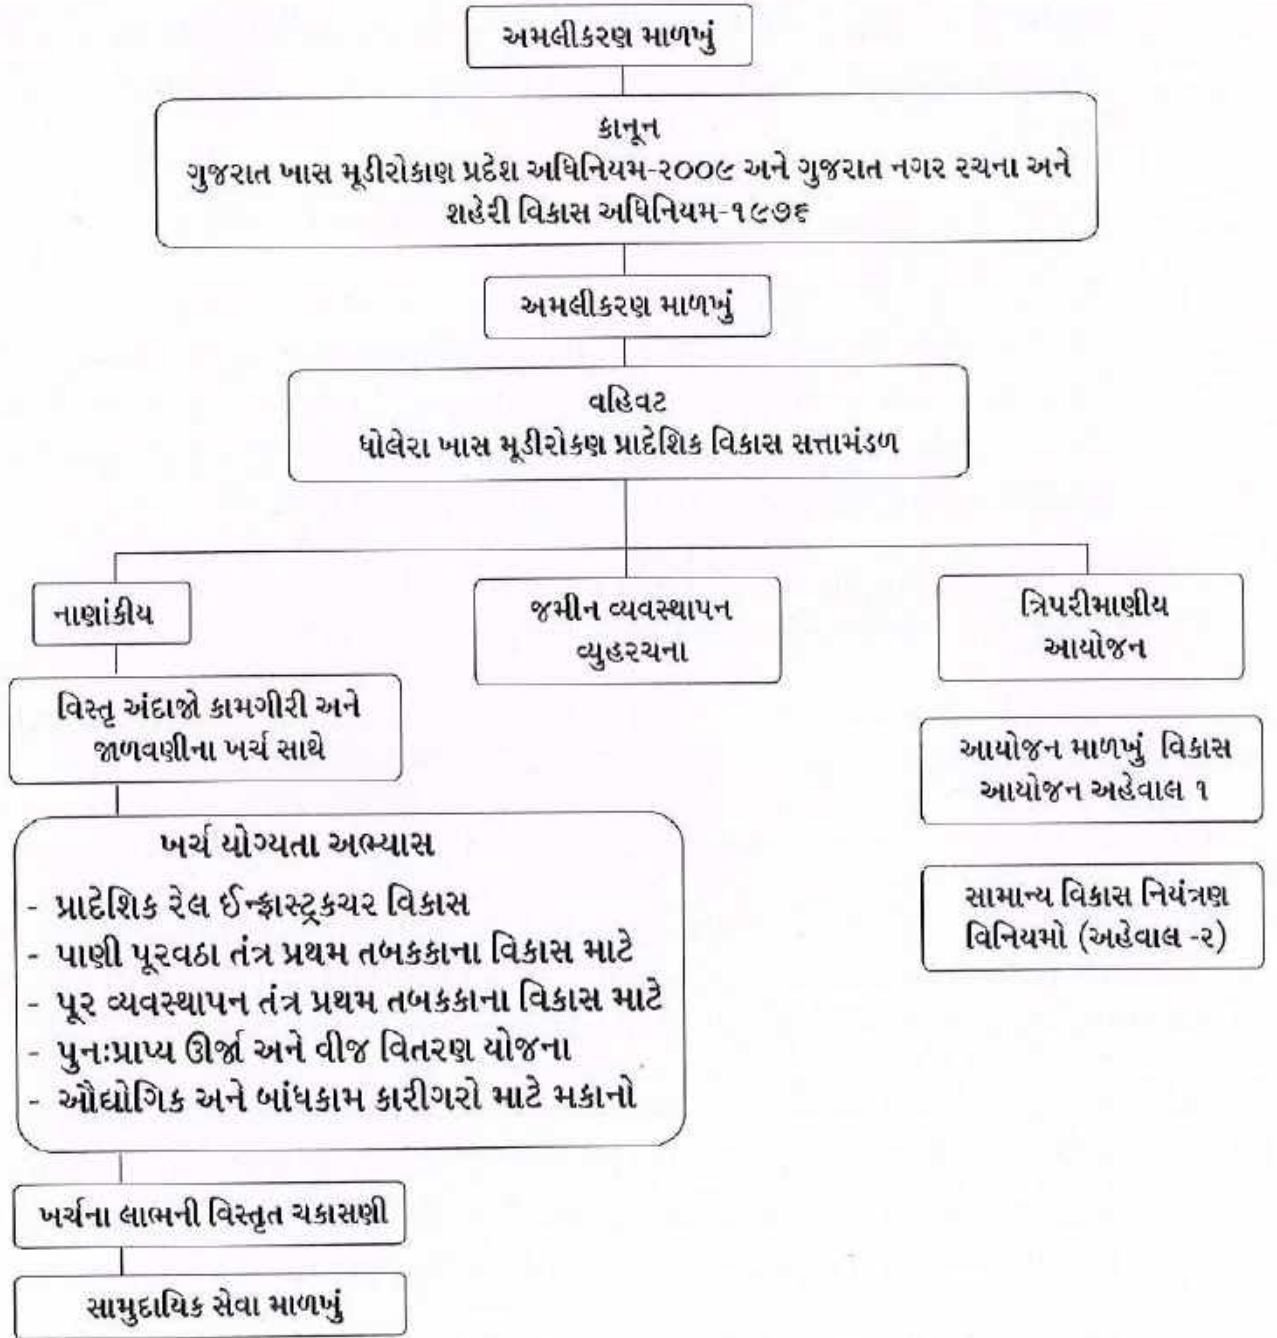 અમલીકરણ માળખું
કાનૂન
ગુજરાત ખાસ મૂડીરોકાણ પ્રદેશ અધિનિયમ-૨૦૦૯ અને ગુજરાત નગર રચના અને
શહેરી વિકાસ અધિનિયમ-૧૯૭૬
અમલીકરણ માળખું
વહિવટ
ધોલેરા ખાસ મૂડીરોકણ પ્રાદેશિક વિકાસ સત્તામંડળ
નાણાંકીય
વિસ્તૃ અંદાજો કામગીરી અને
જાળવણીના ખર્ચ સાથે
ખર્ચ યોગ્યતા અભ્યાસ
- પ્રાદેશિક રેલ ઈન્ફ્રાસ્ટ્રકચર વિકાસ
- પાણી પૂરવઠા તંત્ર પ્રથમ તબકકાના વિકાસ માટે
- પૂર વ્યવસ્થાપન તંત્ર પ્રથમ તબકકાના વિકાસ માટે
- પુનઃપ્રાપ્ય ઊર્જા અને વીજ વિતરણ યોજના
- ઔદ્યોગિક અને બાંધકામ કારીગરો માટે મકાનો
ખર્ચના લાભની વિસ્તૃત ચકાસણી
સામુદાયિક સેવા માળખું
જમીન વ્યવસ્થાપન
વ્યુહરચના
ત્રિપરીમાણીય
આયોજન
આયોજન માળખું વિકાસ
આયોજન અહેવાલ ૧
સામાન્ય વિકાસ નિયંત્રણ
વિનિયમો (અહેવાલ -૨)